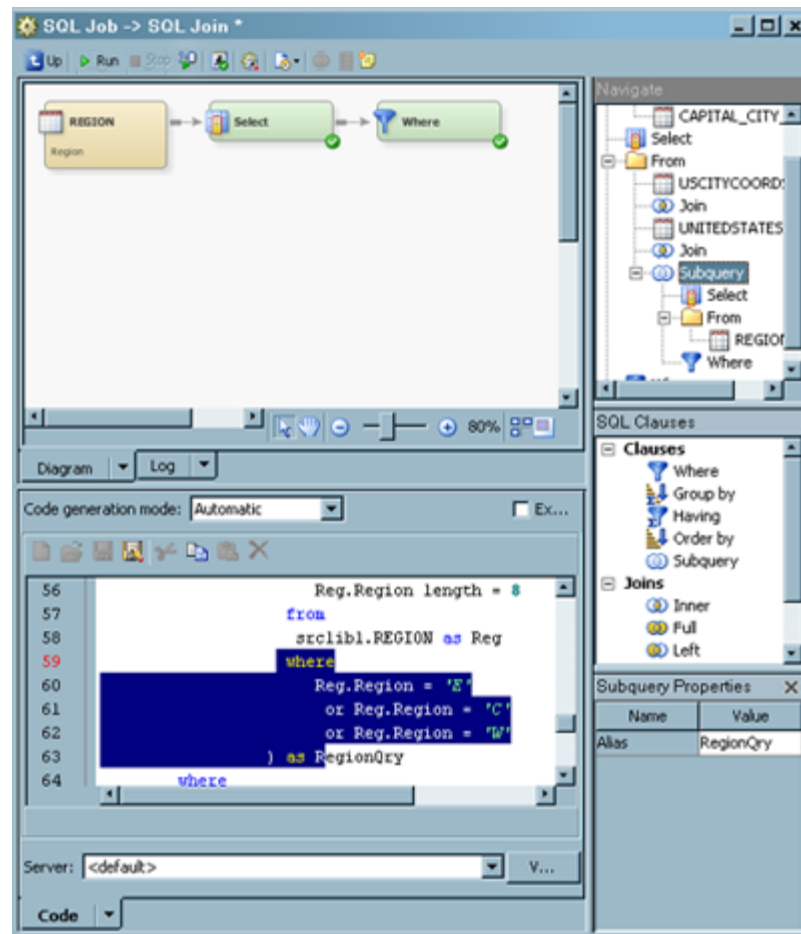 SQL Job -> SQL Join *
Up Run Stop
REGION
Region
Select
Where
80%
Diagram Log
Navigate
CAPITAL_CITY_
Select
From
USCITYCOORD
Join
UNITEDSTATES
Join
Subquery
Select
From
REGION
Where
SQL Clauses
Clauses
Where
Group by
Having
Order by
Subquery
Joins
Inner
Full
Left
Code generation mode: Automatic Ex...
56 Reg.Region length = 8
57 from
58 srclib1.REGION as Reg
59 where
60 Reg.Region = 'E'
61 or Reg.Region = 'C'
62 or Reg.Region = 'W'
63 ) as RegionQry
64 where
Server: <default> V...
Code
Subquery Properties
Name Value
Alias RegionQry